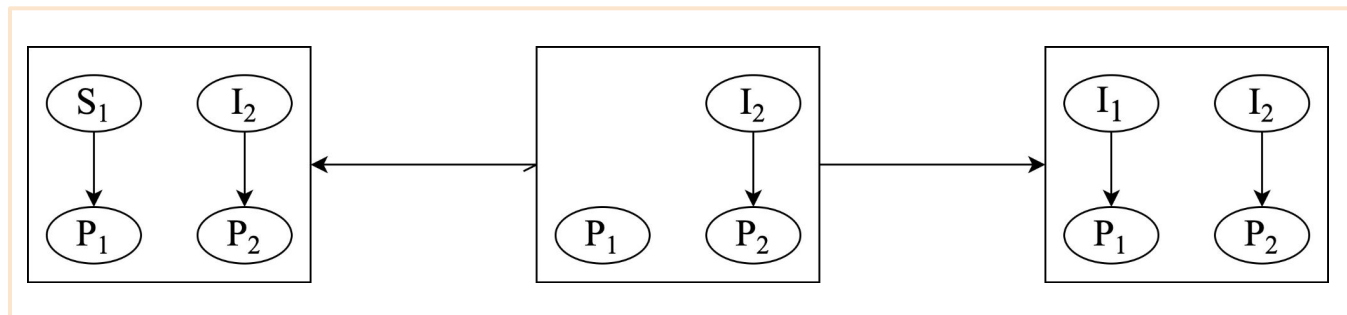 S₁ I₂ I₂ I₁ I₂
P₁ P₂ P₁ P₂ P₁ P₂